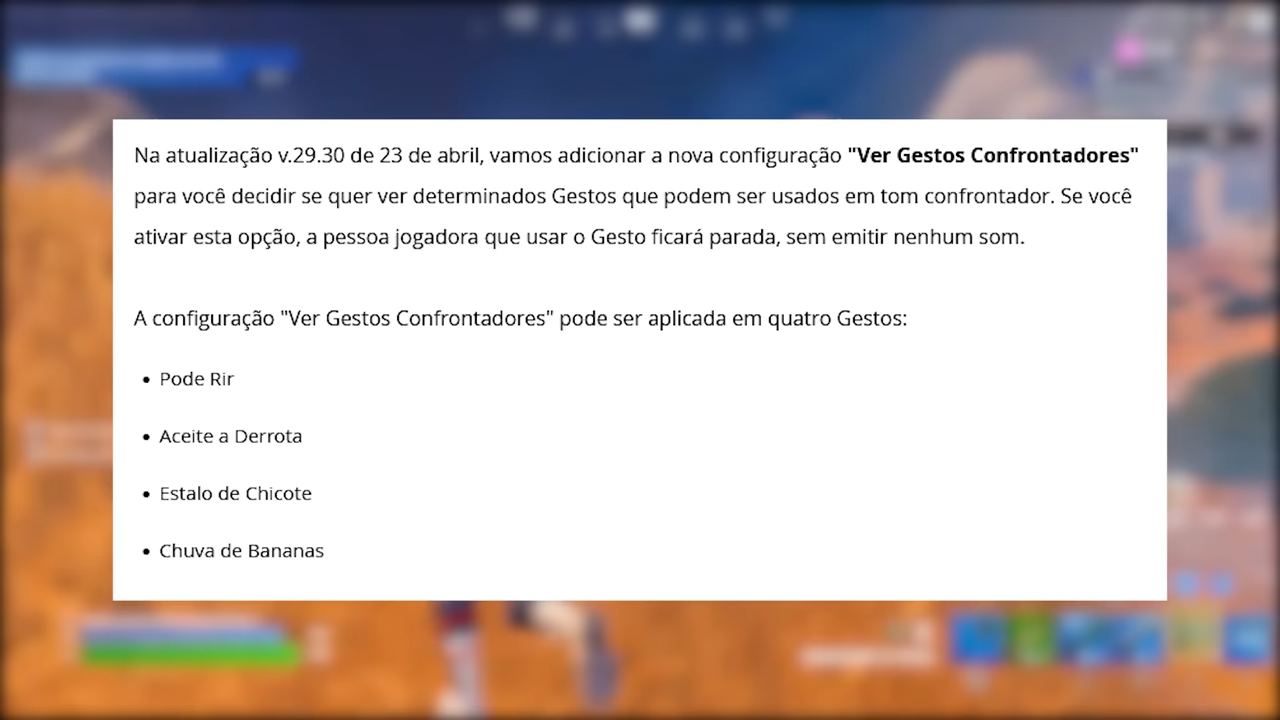 Na atualização v.29.30 de 23 de abril, vamos adicionar a nova configuração "Ver Gestos Confrontadores"
para você decidir se quer ver determinados Gestos que podem ser usados em tom confrontador. Se você
ativar esta opção, a pessoa jogadora que usar o Gesto ficará parada, sem emitir nenhum som.
A configuração "Ver Gestos Confrontadores" pode ser aplicada em quatro Gestos:
• Pode Rir
• Aceite a Derrota
• Estalo de Chicote
• Chuva de Bananas